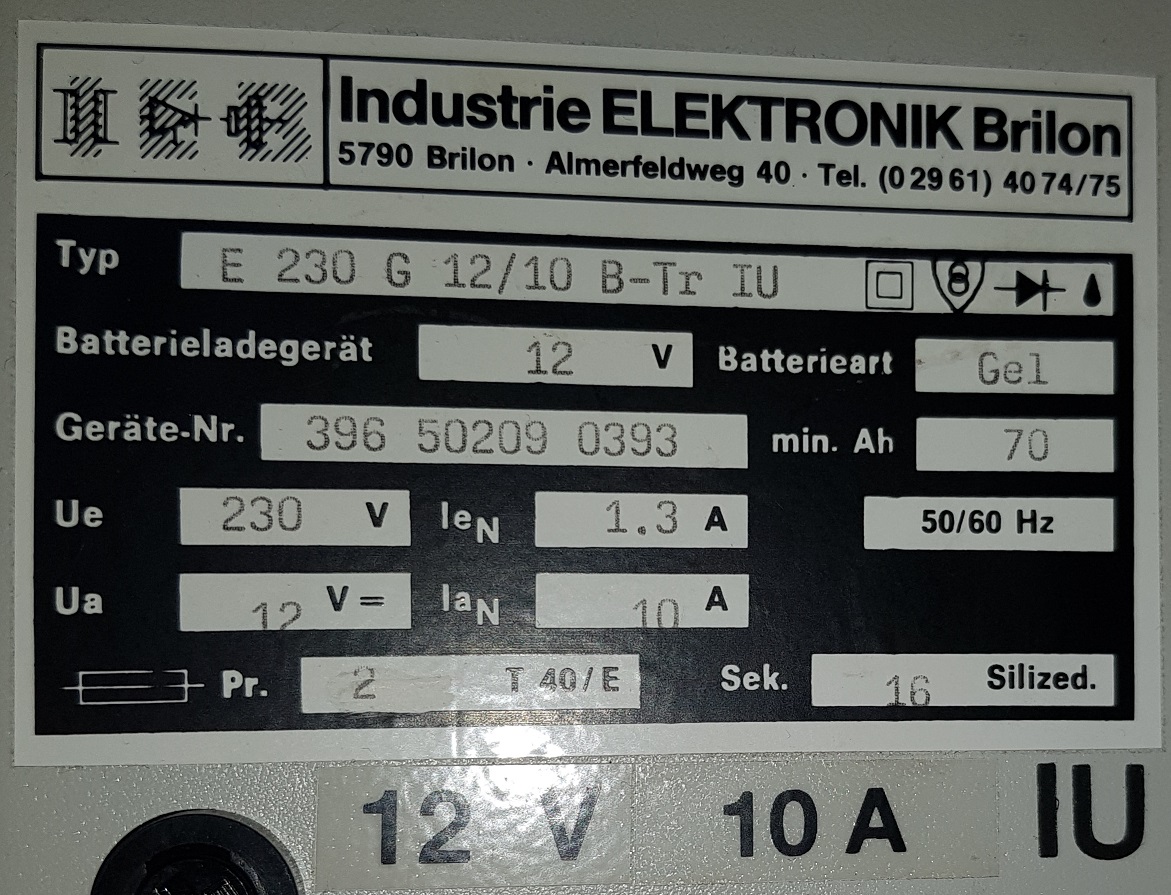 Industrie ELEKTRONIK Brilon
5790 Brilon · Almerfeldweg 40 · Tel. (0 29 61) 40 74/75
Typ E 230 G 12/10 B-Tr IU
Batterieladegerät 12 V Batterieart Gel
Geräte-Nr. 396 50209 0393 min. Ah 70
Ue 230 V IeN 1.3 A 50/60 Hz
Ua 12 V= IaN 10 A
Pr. 2 T 40/E Sek. 16 Silized.
12 V 10 A IU